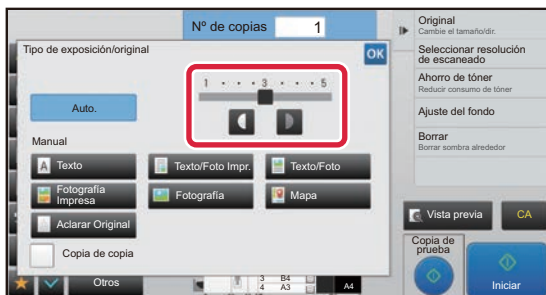 Nº de copias 1
Tipo de exposición/original
OK
1 • • • 3 • • • 5
Auto.
Manual
A Texto
Texto/Foto Impr.
Texto/Foto
Fotografía
Impresa
Fotografía
Mapa
Aclarar Original
Copia de copia
Otros
3 B4
4 A3
A4
Original
Cambie el tamaño/dir.
Seleccionar resolución
de escaneado
Ahorro de tóner
Reducir consumo de tóner
Ajuste del fondo
Borrar
Borrar sombra alrededor
Vista previa
CA
Copia de
prueba
Iniciar